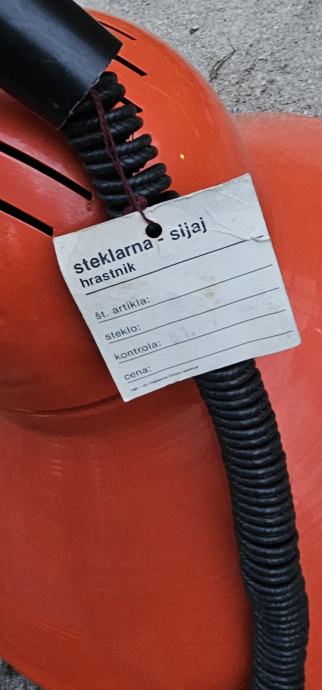 steklarna - sijaj
hrastnik
št. artikla:
steklo:
kontrola:
cena: